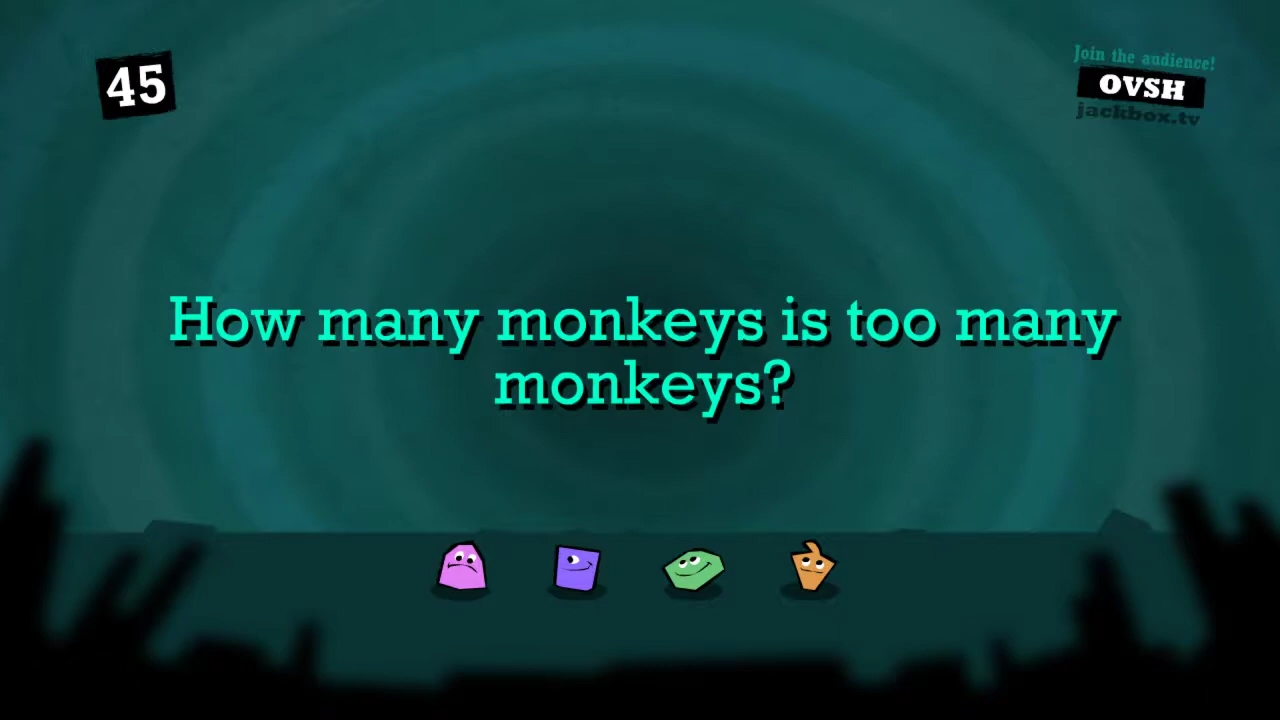 45
Join the audience!
OVSH
jackbox.tv
How many monkeys is too many
monkeys?